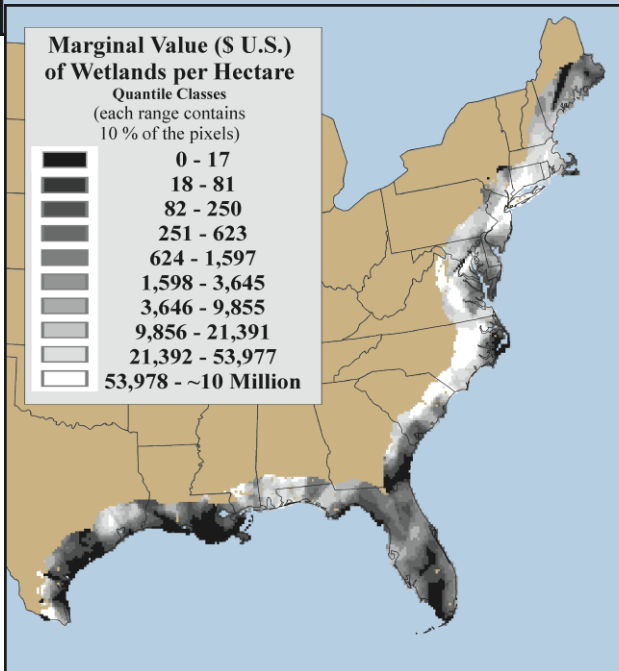 Marginal Value ($ U.S.)
of Wetlands per Hectare
Quantile Classes
(each range contains
10 % of the pixels)
0 - 17
18 - 81
82 - 250
251 - 623
624 - 1,597
1,598 - 3,645
3,646 - 9,855
9,856 - 21,391
21,392 - 53,977
53,978 - ~10 Million